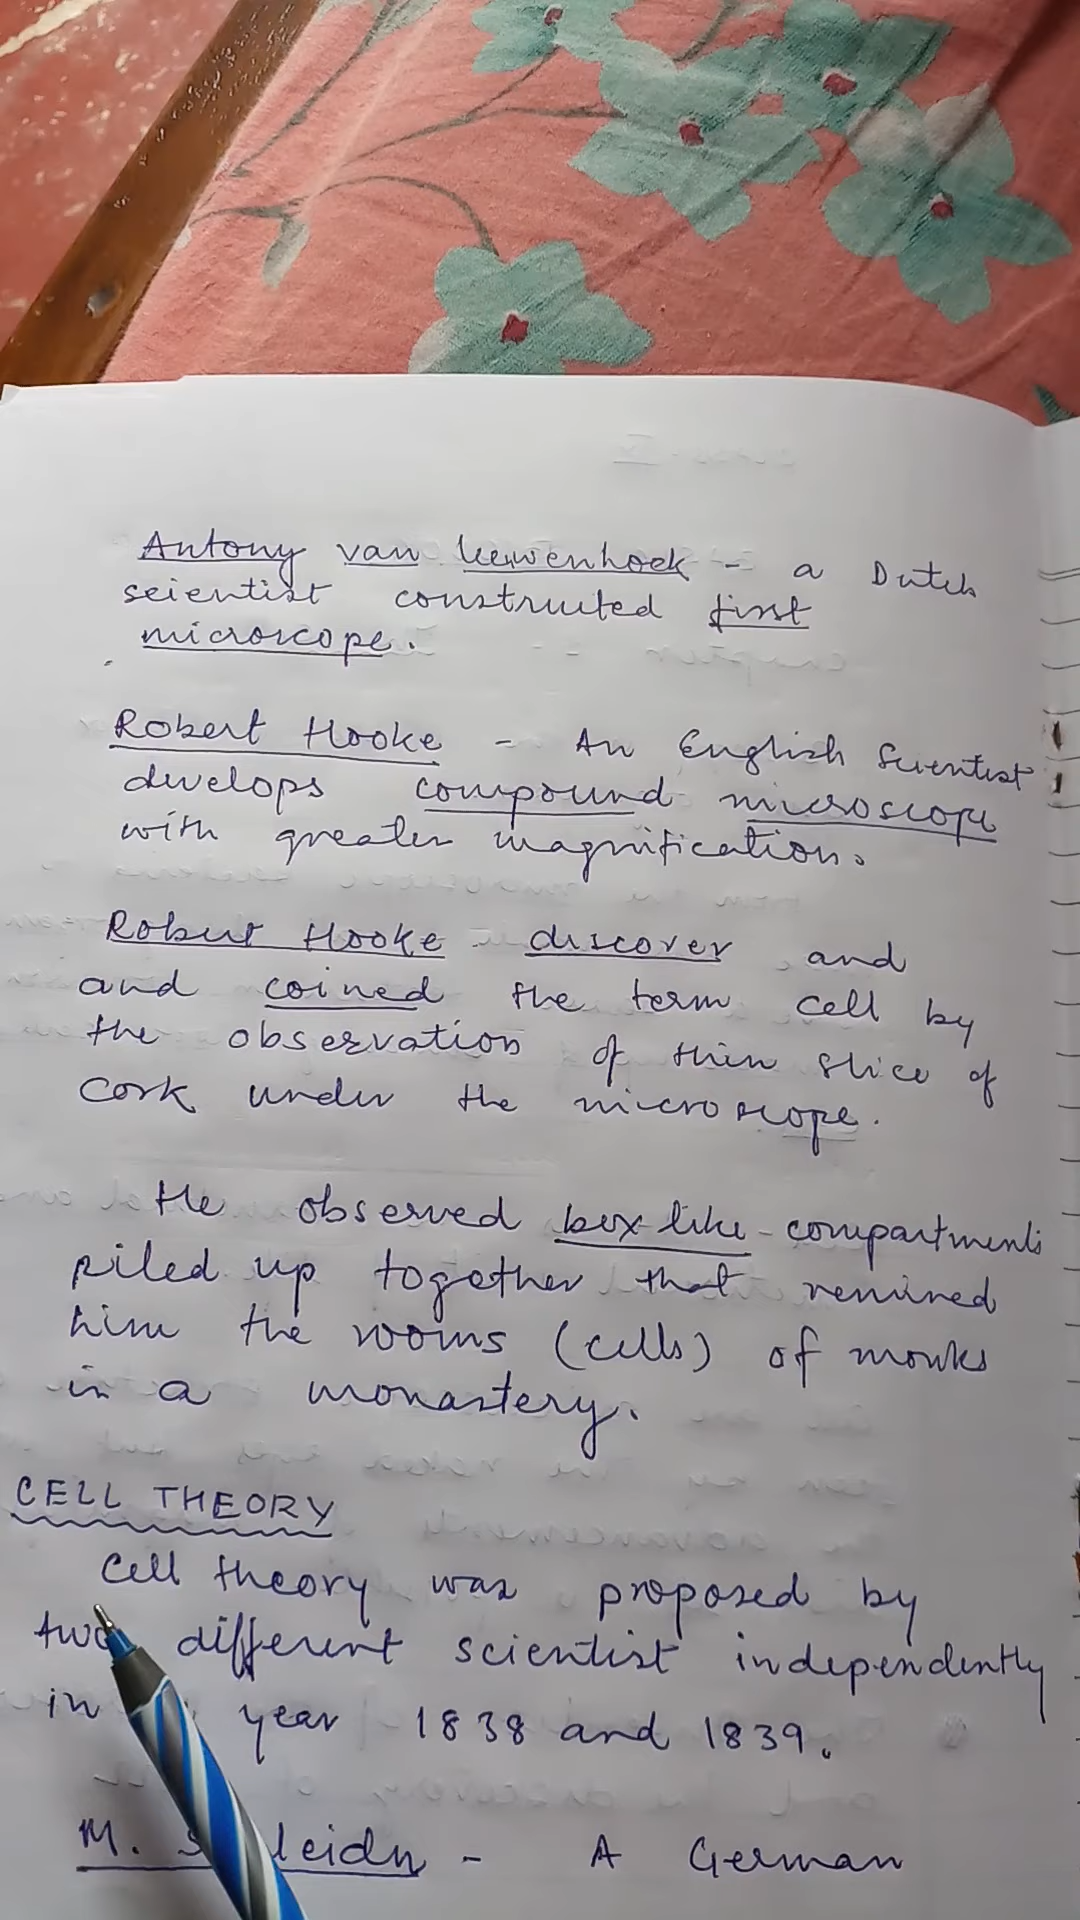 Antony van leewenhoek - a Dutch
scientist constructed first
microscope.
Robert Hooke - An English Scientist
develops compound microscope
with greater magnification.
Robert Hooke discover and
and coined the term cell by
the observation of thin slice of
cork under the microscope.
He observed box-like compartments
piled up together that remined
him the rooms (cells) of monks
in a monastery.
CELL THEORY
Cell theory was proposed by
two different scientist independently
in year 1838 and 1839.
M. - A German